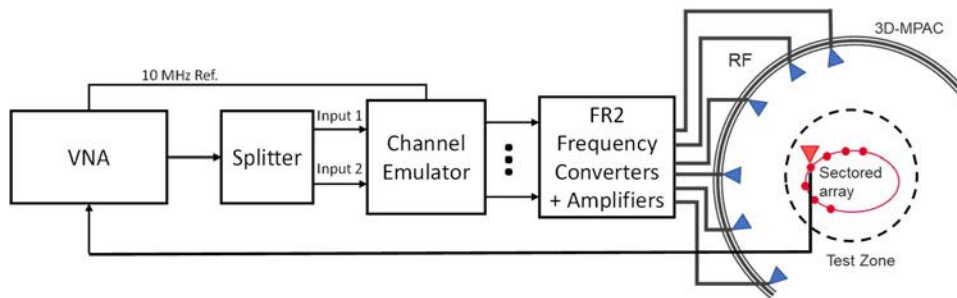 3D-MPAC
10 MHz Ref.
RF
VNA
Splitter
Input 1
Input 2
Channel
Emulator
FR2
Frequency
Converters
+ Amplifiers
Sectored
array
Test Zone